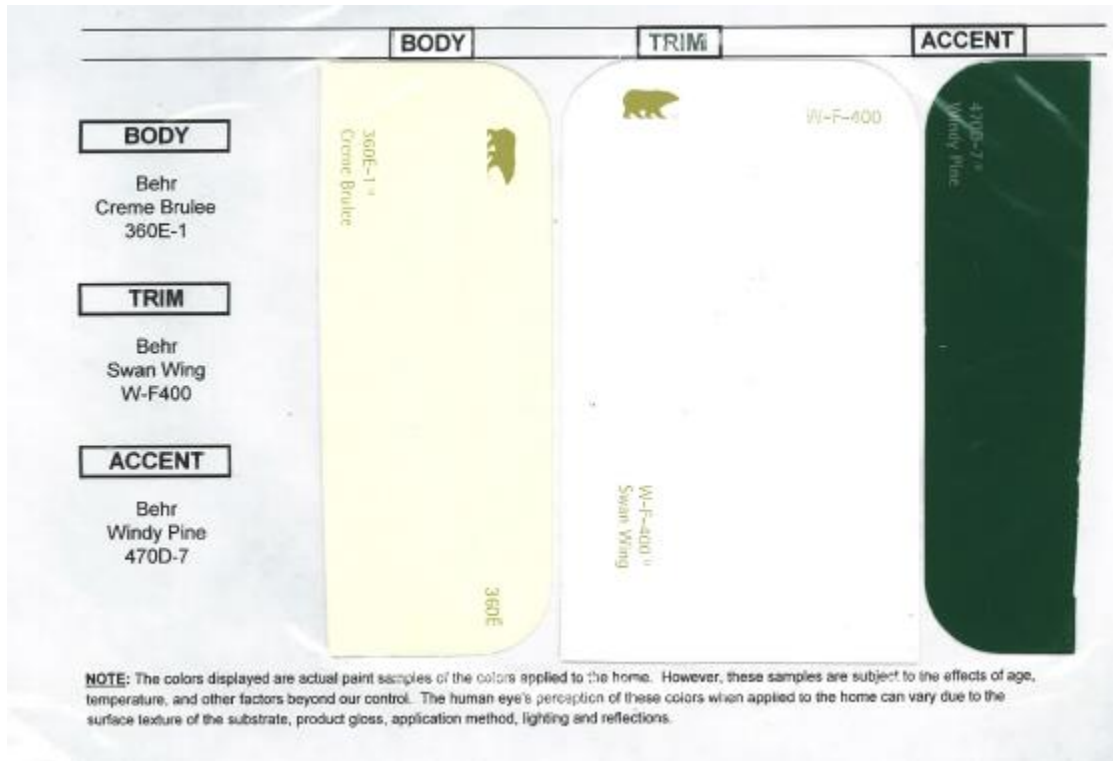 BODY TRIM ACCENT
BODY
Behr
Creme Brulee
360E-1
TRIM
Behr
Swan Wing
W-F400
ACCENT
Behr
Windy Pine
470D-7
360E-1
Creme Brulee
360E
W-F-400
W-F-400
Swan Wing
470D-7
Windy Pine
NOTE: The colors displayed are actual paint samples of the colors applied to the home. However, these samples are subject to the effects of age,
temperature, and other factors beyond our control. The human eye's perception of these colors when applied to the home can vary due to the
surface texture of the substrate, product gloss, application method, lighting and reflections.